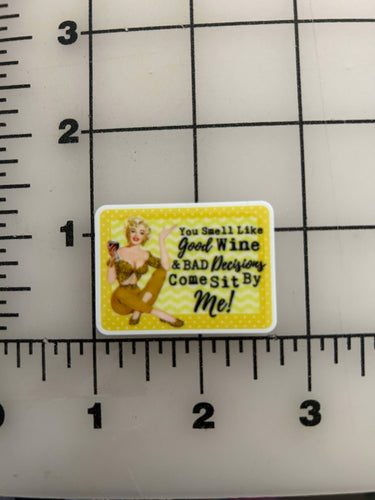 3
2
1
You Smell Like
Good Wine
& BAD Decisions
Come Sit By
Me!
0 1 2 3